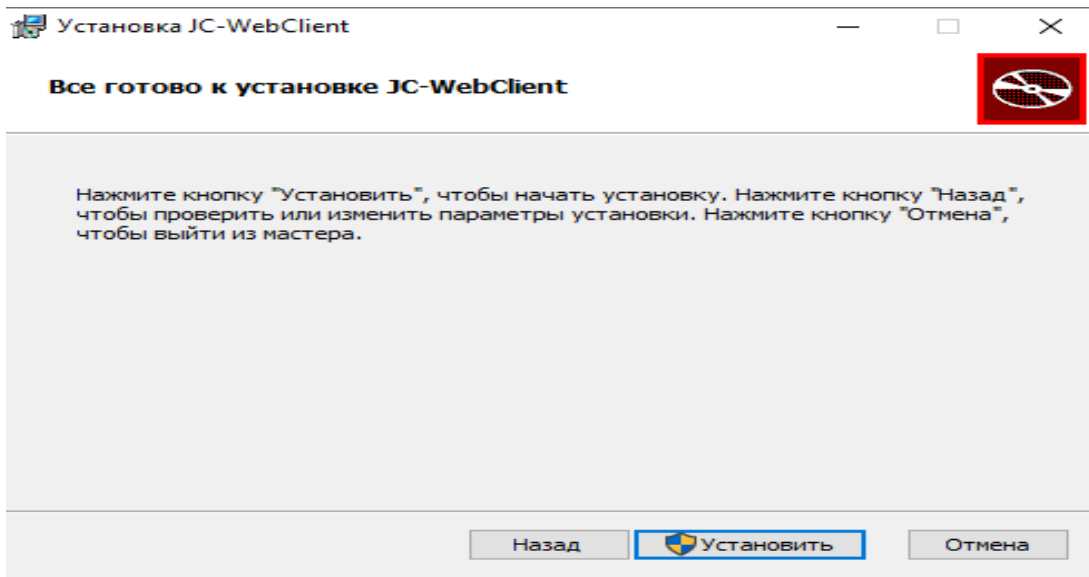 Установка JC-WebClient
Все готово к установке JC-WebClient
Нажмите кнопку "Установить", чтобы начать установку. Нажмите кнопку "Назад",
чтобы проверить или изменить параметры установки. Нажмите кнопку "Отмена",
чтобы выйти из мастера.
Назад
Установить
Отмена